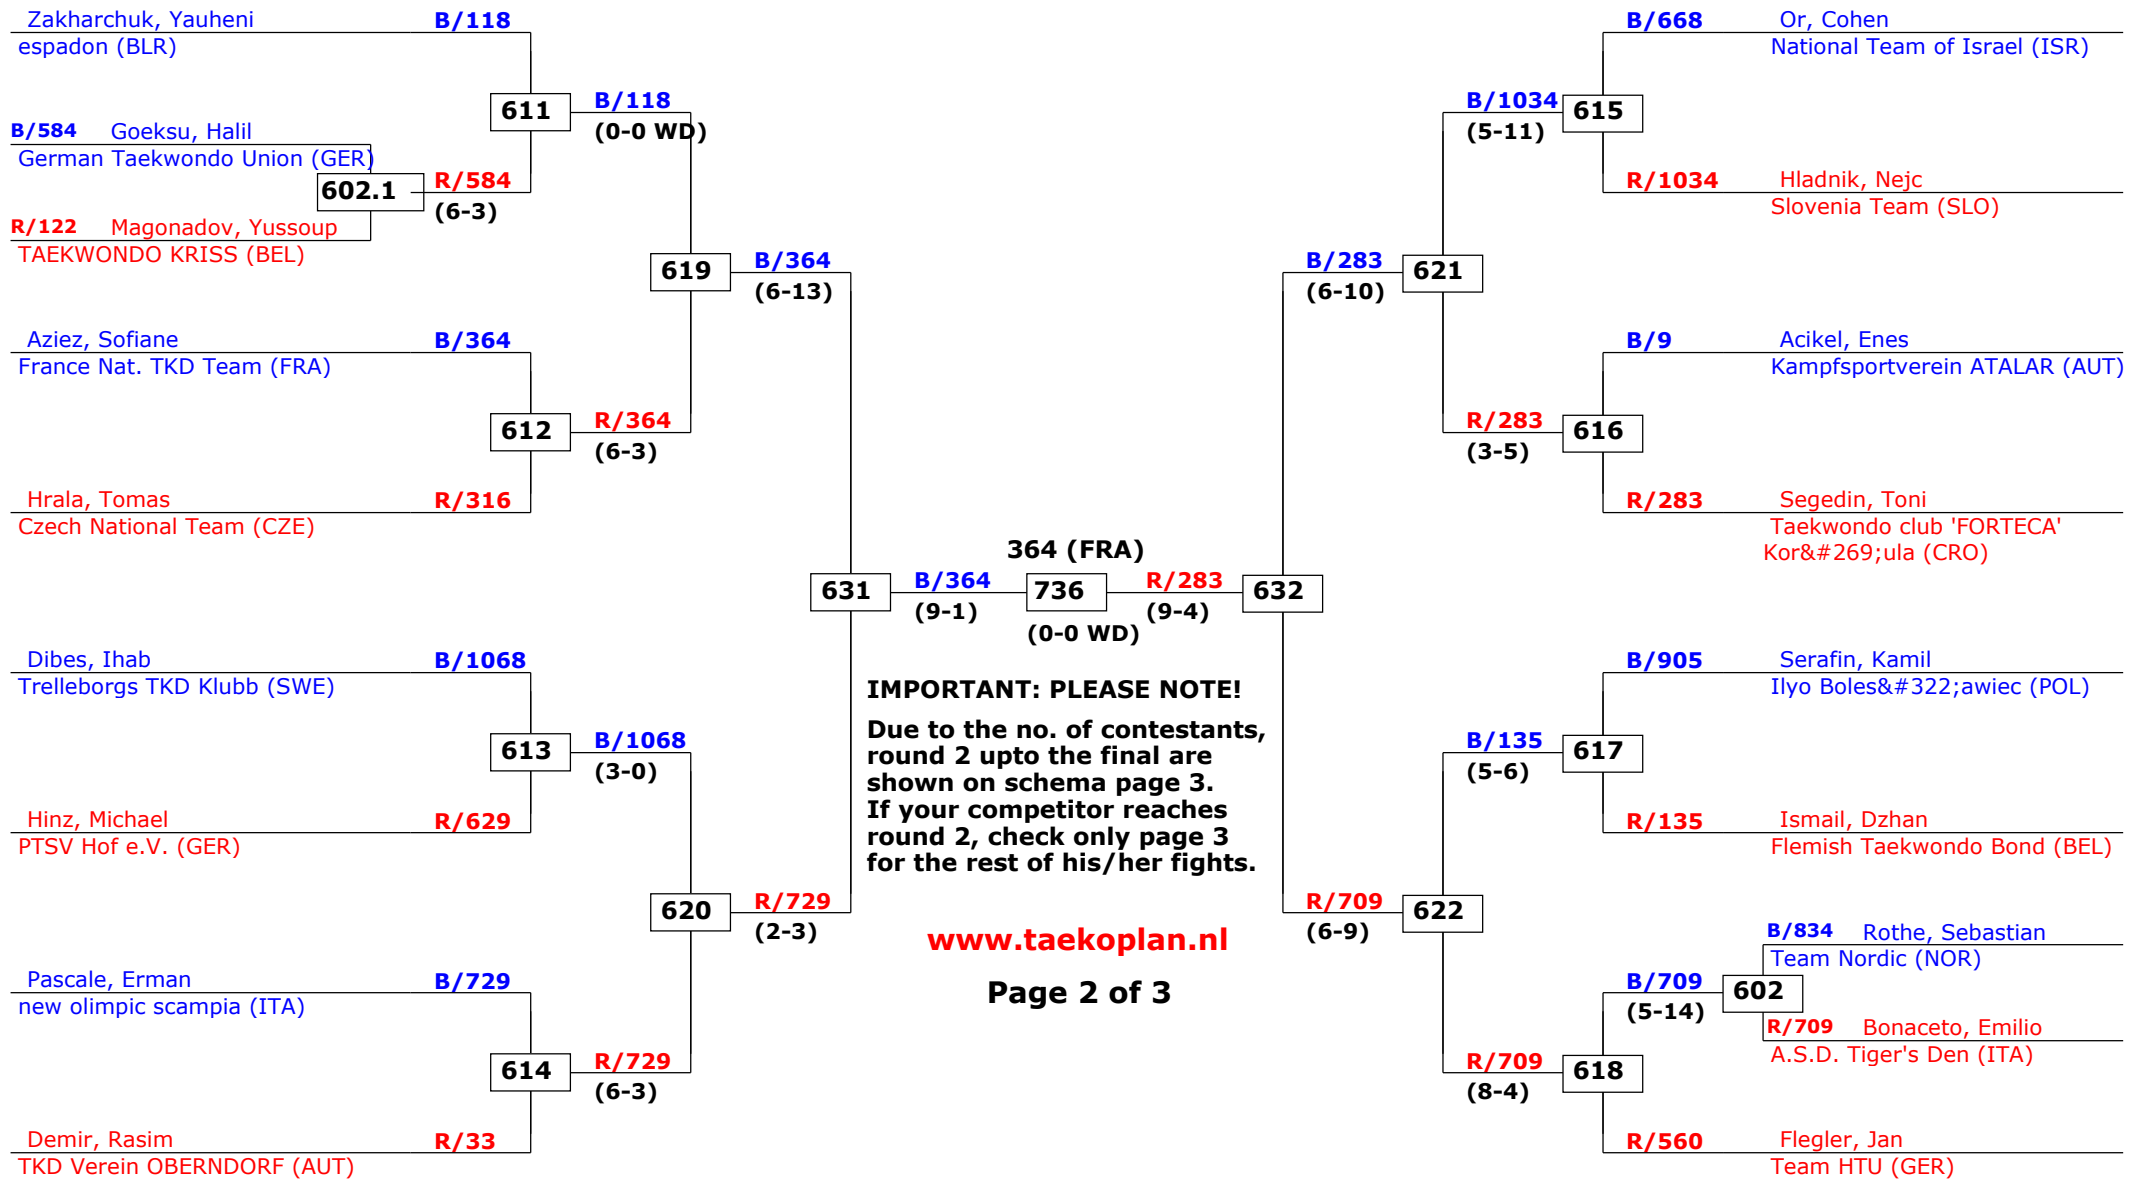 Zakharchuk, Yauheni
B/118
espadon (BLR)
611
B/118
(0-0 WD)
B/584
Goeksu, Halil
German Taekwondo Union (GER)
602.1
R/584
(6-3)
R/122
Magonadov, Yussoup
TAEKWONDO KRISS (BEL)
619
B/364
(6-13)
Aziez, Sofiane
B/364
France Nat. TKD Team (FRA)
612
R/364
(6-3)
Hrala, Tomas
R/316
Czech National Team (CZE)
631
B/364
(9-1)
Dibes, Ihab
B/1068
Trelleborgs TKD Klubb (SWE)
613
B/1068
(3-0)
Hinz, Michael
R/629
PTSV Hof e.V. (GER)
620
R/729
(2-3)
Pascale, Erman
B/729
new olimpic scampia (ITA)
614
R/729
(6-3)
Demir, Rasim
R/33
TKD Verein OBERNDORF (AUT)
364 (FRA)
736
(0-0 WD)
IMPORTANT: PLEASE NOTE!
Due to the no. of contestants,
round 2 upto the final are
shown on schema page 3.
If your competitor reaches
round 2, check only page 3
for the rest of his/her fights.
www.taekoplan.nl
Page 2 of 3
B/668
Or, Cohen
National Team of Israel (ISR)
B/1034
615
(5-11)
R/1034
Hladnik, Nejc
Slovenia Team (SLO)
B/283
621
(6-10)
B/9
Acikel, Enes
Kampfsportverein ATALAR (AUT)
R/283
616
(3-5)
R/283
Segedin, Toni
Taekwondo club 'FORTECA'
Kor&#269;ula (CRO)
R/283
632
(9-4)
B/905
Serafin, Kamil
Ilyo Boles&#322;awiec (POL)
B/135
617
(5-6)
R/135
Ismail, Dzhan
Flemish Taekwondo Bond (BEL)
R/709
622
(6-9)
B/834
Rothe, Sebastian
Team Nordic (NOR)
B/709
602
(5-14)
R/709
Bonaceto, Emilio
A.S.D. Tiger's Den (ITA)
R/709
618
(8-4)
R/560
Flegler, Jan
Team HTU (GER)